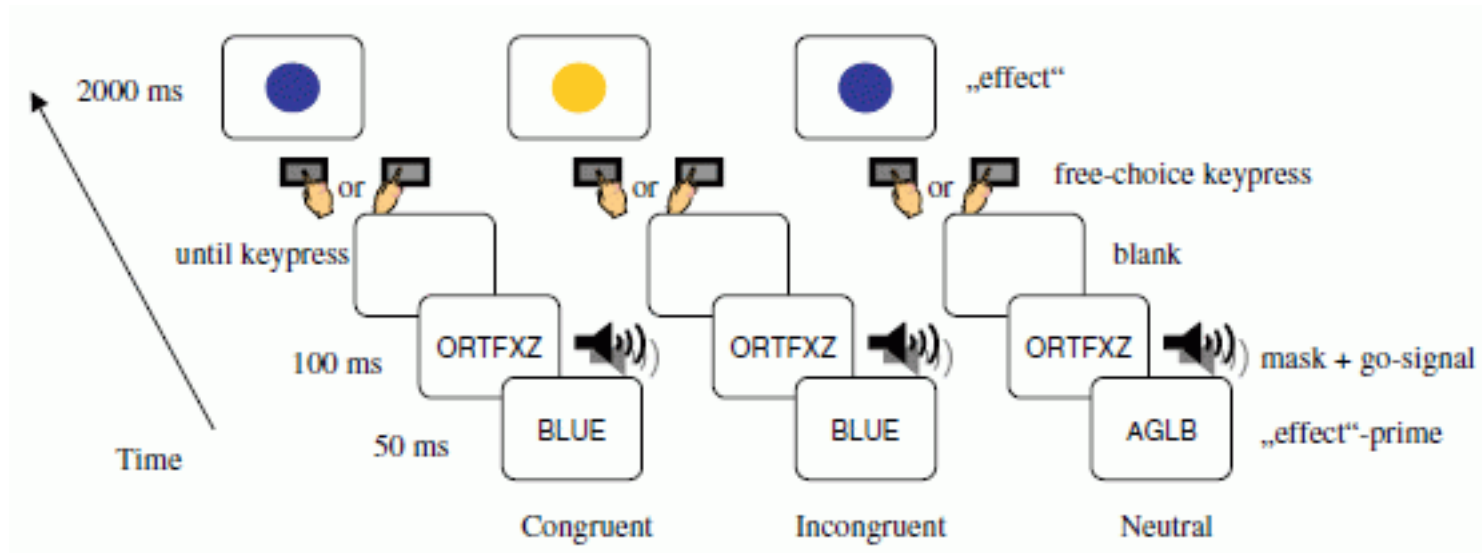 2000 ms
„effect“
or
or
or
free-choice keypress
until keypress
blank
ORTFXZ
ORTFXZ
ORTFXZ
100 ms
mask + go-signal
BLUE
BLUE
AGLB
50 ms
„effect“-prime
Time
Congruent
Incongruent
Neutral